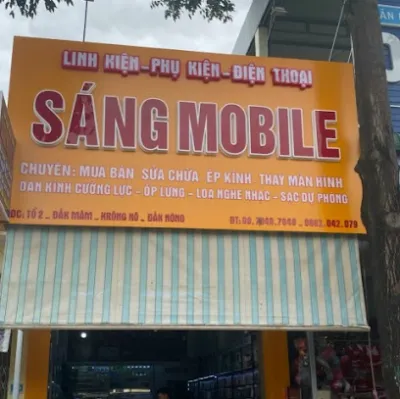 LINH KIỆN - PHỤ KIỆN - ĐIỆN THOẠI
SÁNG MOBILE
CHUYÊN: MUA BÁN SỬA CHỮA ÉP KÍNH THAY MÀN HÌNH
DÁN KÍNH CƯỜNG LỰC - ỐP LƯNG - LOA NGHE NHẠC - SẠC DỰ PHÒNG
ĐC: TỔ 2 _ ĐẮK MÂM _ KRÔNG NÔ _ ĐẮK NÔNG